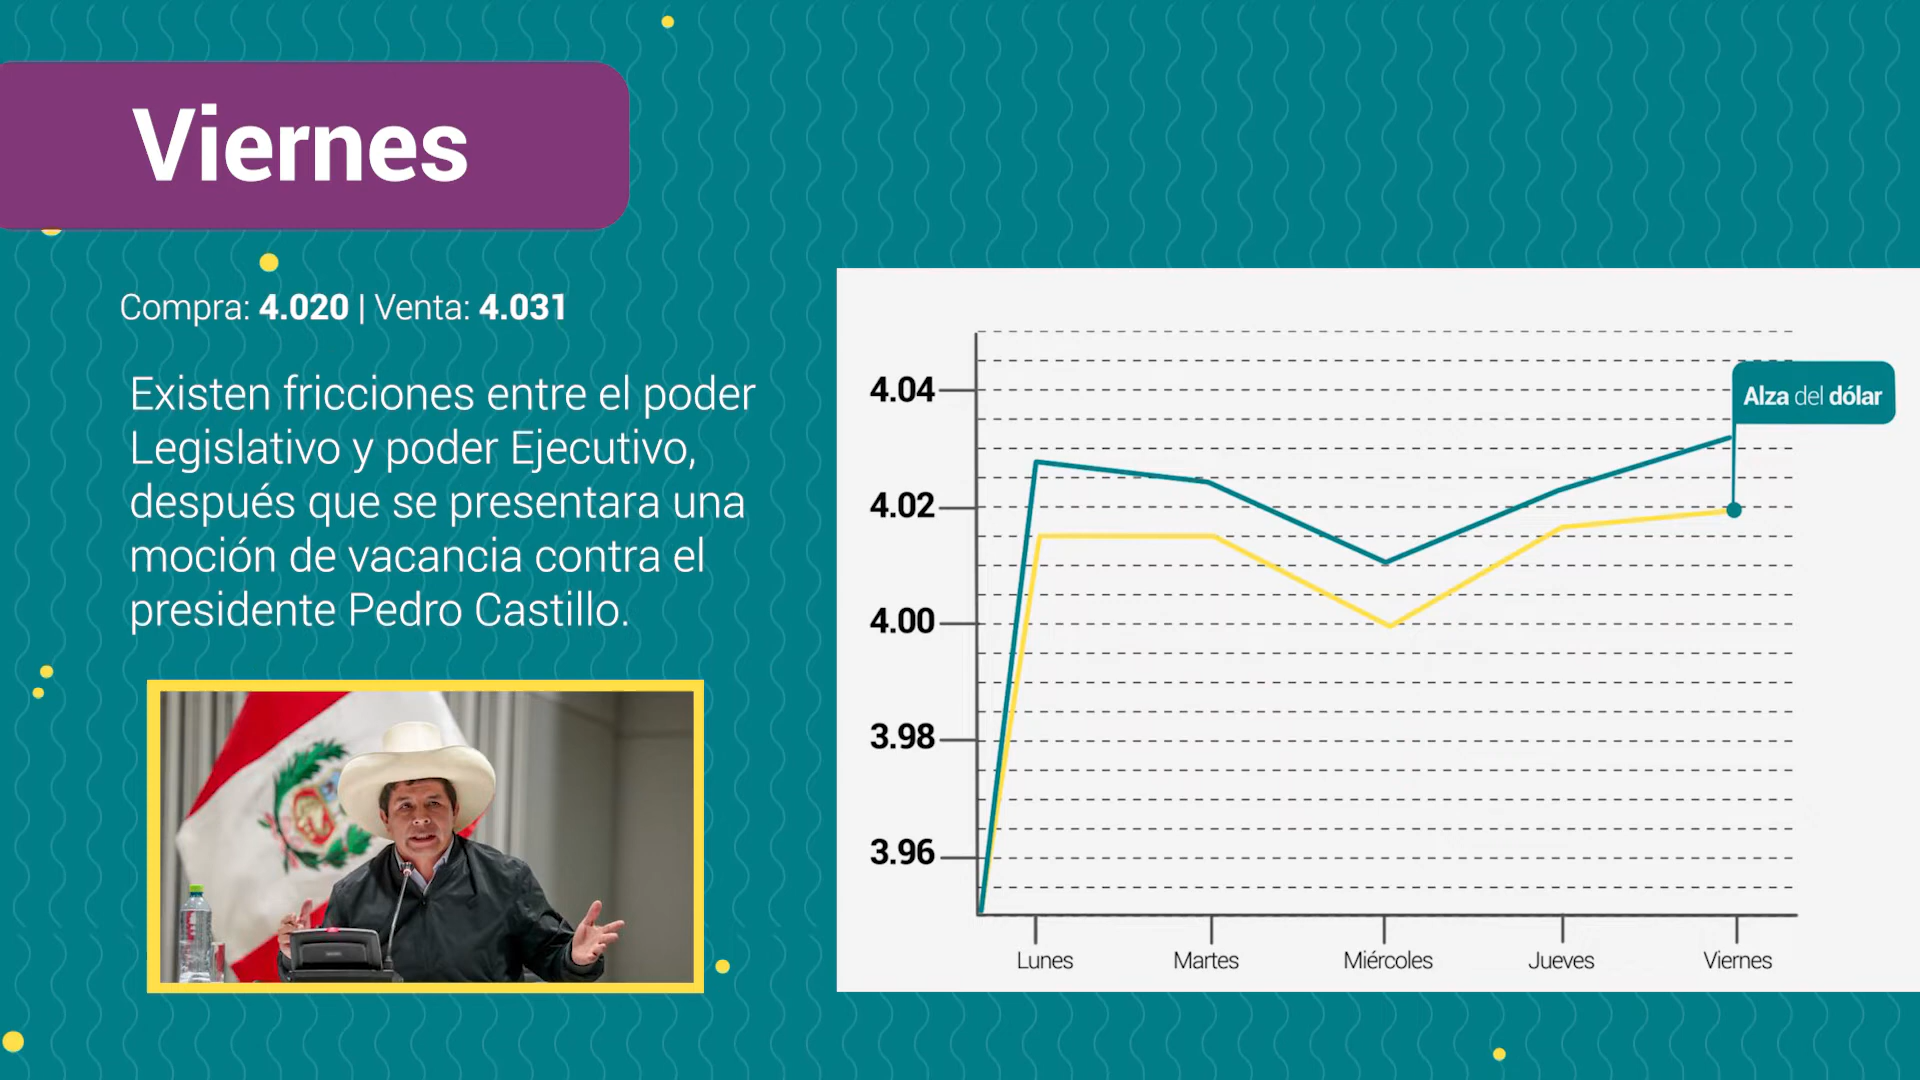 Viernes
Compra: 4.020 | Venta: 4.031
Existen fricciones entre el poder
Legislativo y poder Ejecutivo,
después que se presentara una
moción de vacancia contra el
presidente Pedro Castillo.
4.04
4.02
4.00
3.98
3.96
Alza del dólar
Lunes
Martes
Miércoles
Jueves
Viernes